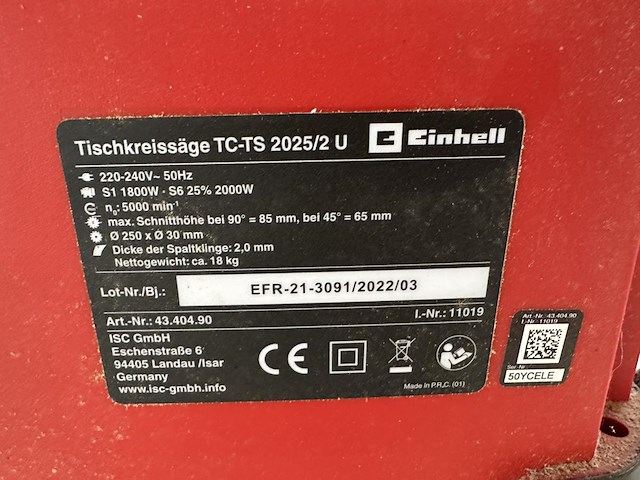 Tischkreissäge TC-TS 2025/2 U Einhell
220-240V~ 50Hz
S1 1800W · S6 25% 2000W
n₀: 5000 min⁻¹
max. Schnitthöhe bei 90° = 85 mm, bei 45° = 65 mm
Ø 250 x Ø 30 mm
Dicke der Spaltklinge: 2,0 mm
Nettogewicht: ca. 18 kg
Lot-Nr./Bj.: EFR-21-3091/2022/03
Art.-Nr.: 43.404.90 I.-Nr.: 11019
ISC GmbH
Eschenstraße 6
94405 Landau /Isar
Germany
www.isc-gmbh.info
CE
Made in P.R.C. (01)
Art.-Nr.: 43.404.90
I.-Nr.: 11019
Ser-Nr.:
50YCELE